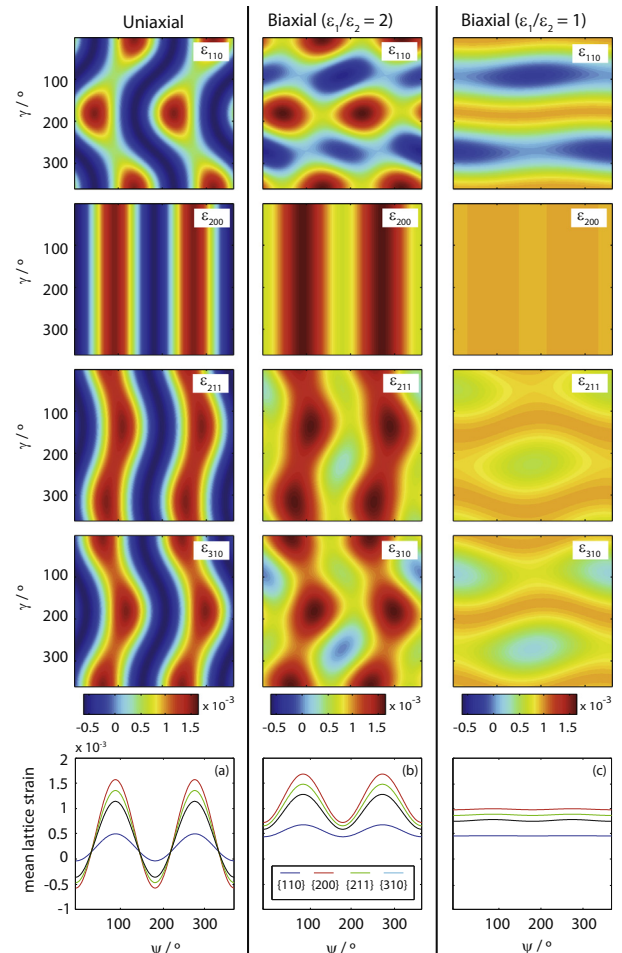 Uniaxial
Biaxial (ε1/ε2 = 2)
Biaxial (ε1/ε2 = 1)
γ / °
100
200
300
ε110
ε110
ε110
γ / °
100
200
300
ε200
ε200
ε200
γ / °
100
200
300
ε211
ε211
ε211
γ / °
100
200
300
ε310
ε310
ε310
-0.5 0 0.5 1 1.5
x 10⁻³
-0.5 0 0.5 1 1.5
x 10⁻³
-0.5 0 0.5 1 1.5
x 10⁻³
x 10⁻³
mean lattice strain
2
1.5
1
0.5
0
-0.5
-1
(a)
(b)
(c)
{110} {200} {211} {310}
100 200 300
100 200 300
100 200 300
ψ / °
ψ / °
ψ / °